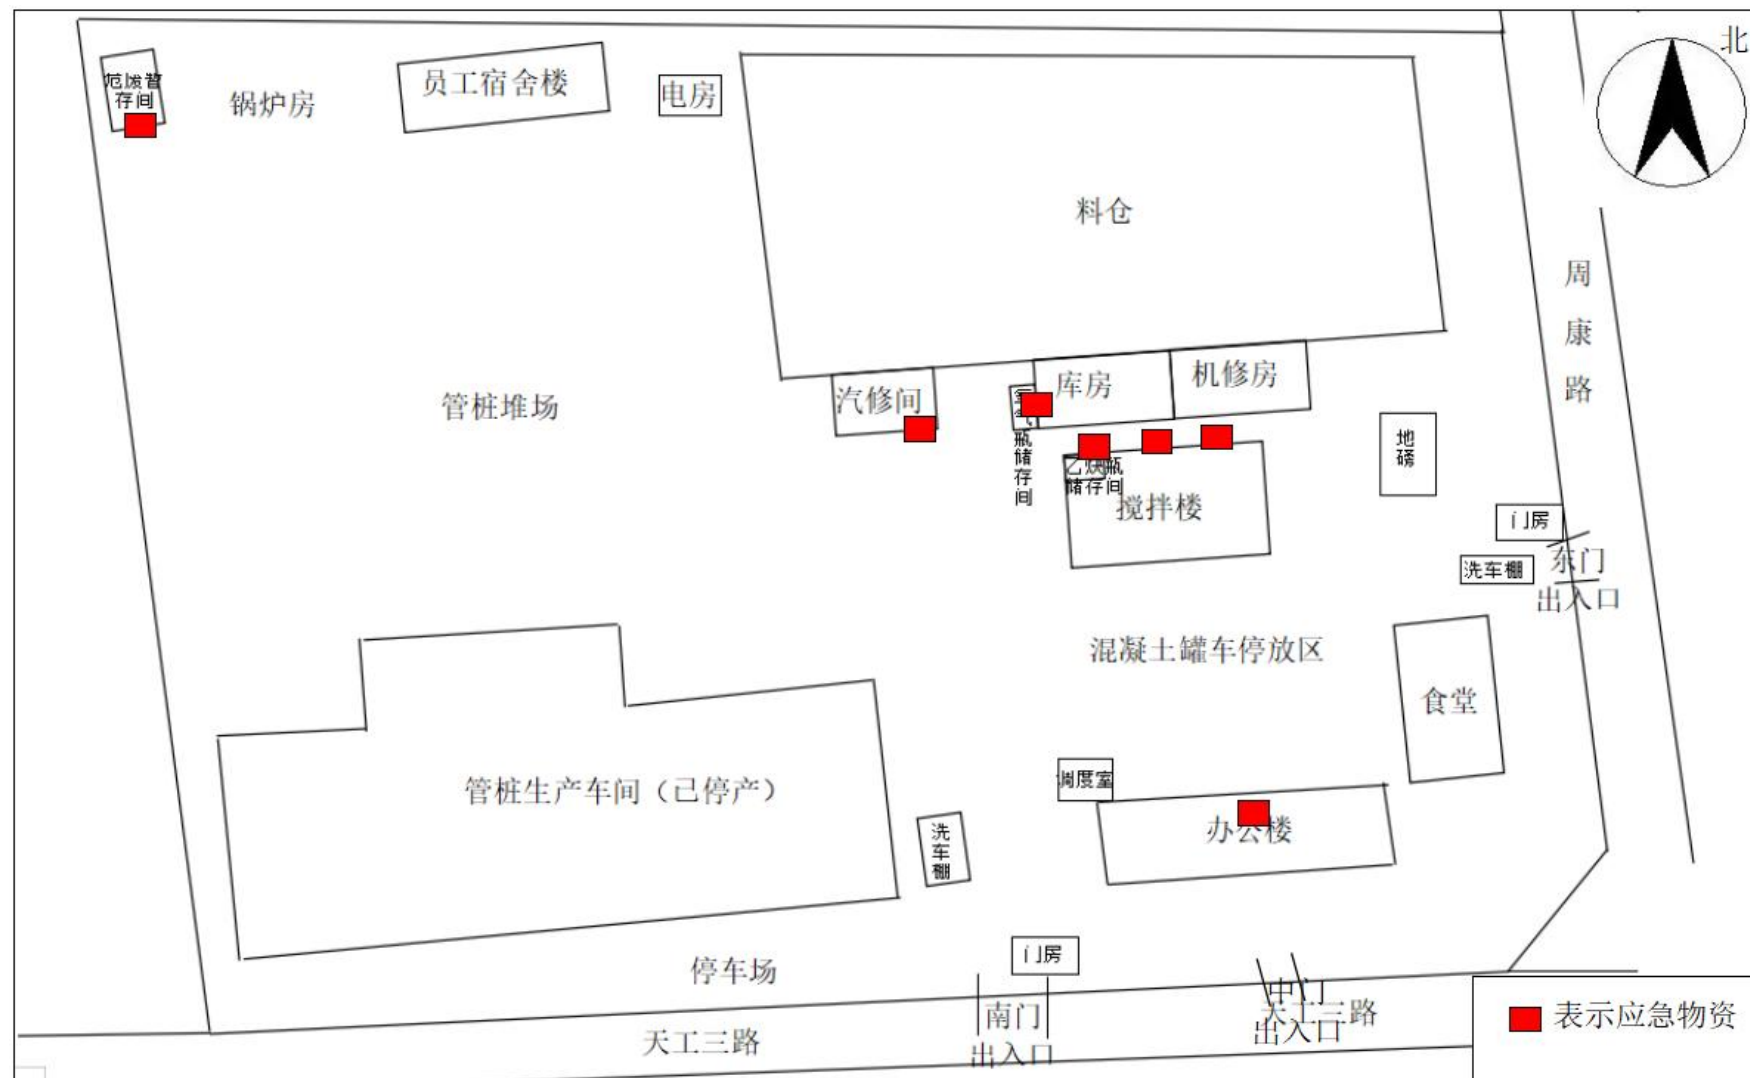 北
危废暂
存间
锅炉房
员工宿舍楼
电房
料仓
周
康
路
管桩堆场
汽修间
库房
机修房
气
瓶
储
存
间
乙炔瓶
储存间
搅拌楼
地
磅
门房
洗车棚
东门
出入口
混凝土罐车停放区
食堂
管桩生产车间（已停产）
调度室
办公楼
洗
车
棚
门房
停车场
南门
出入口
中门
天工三路
出入口
天工三路
表示应急物资